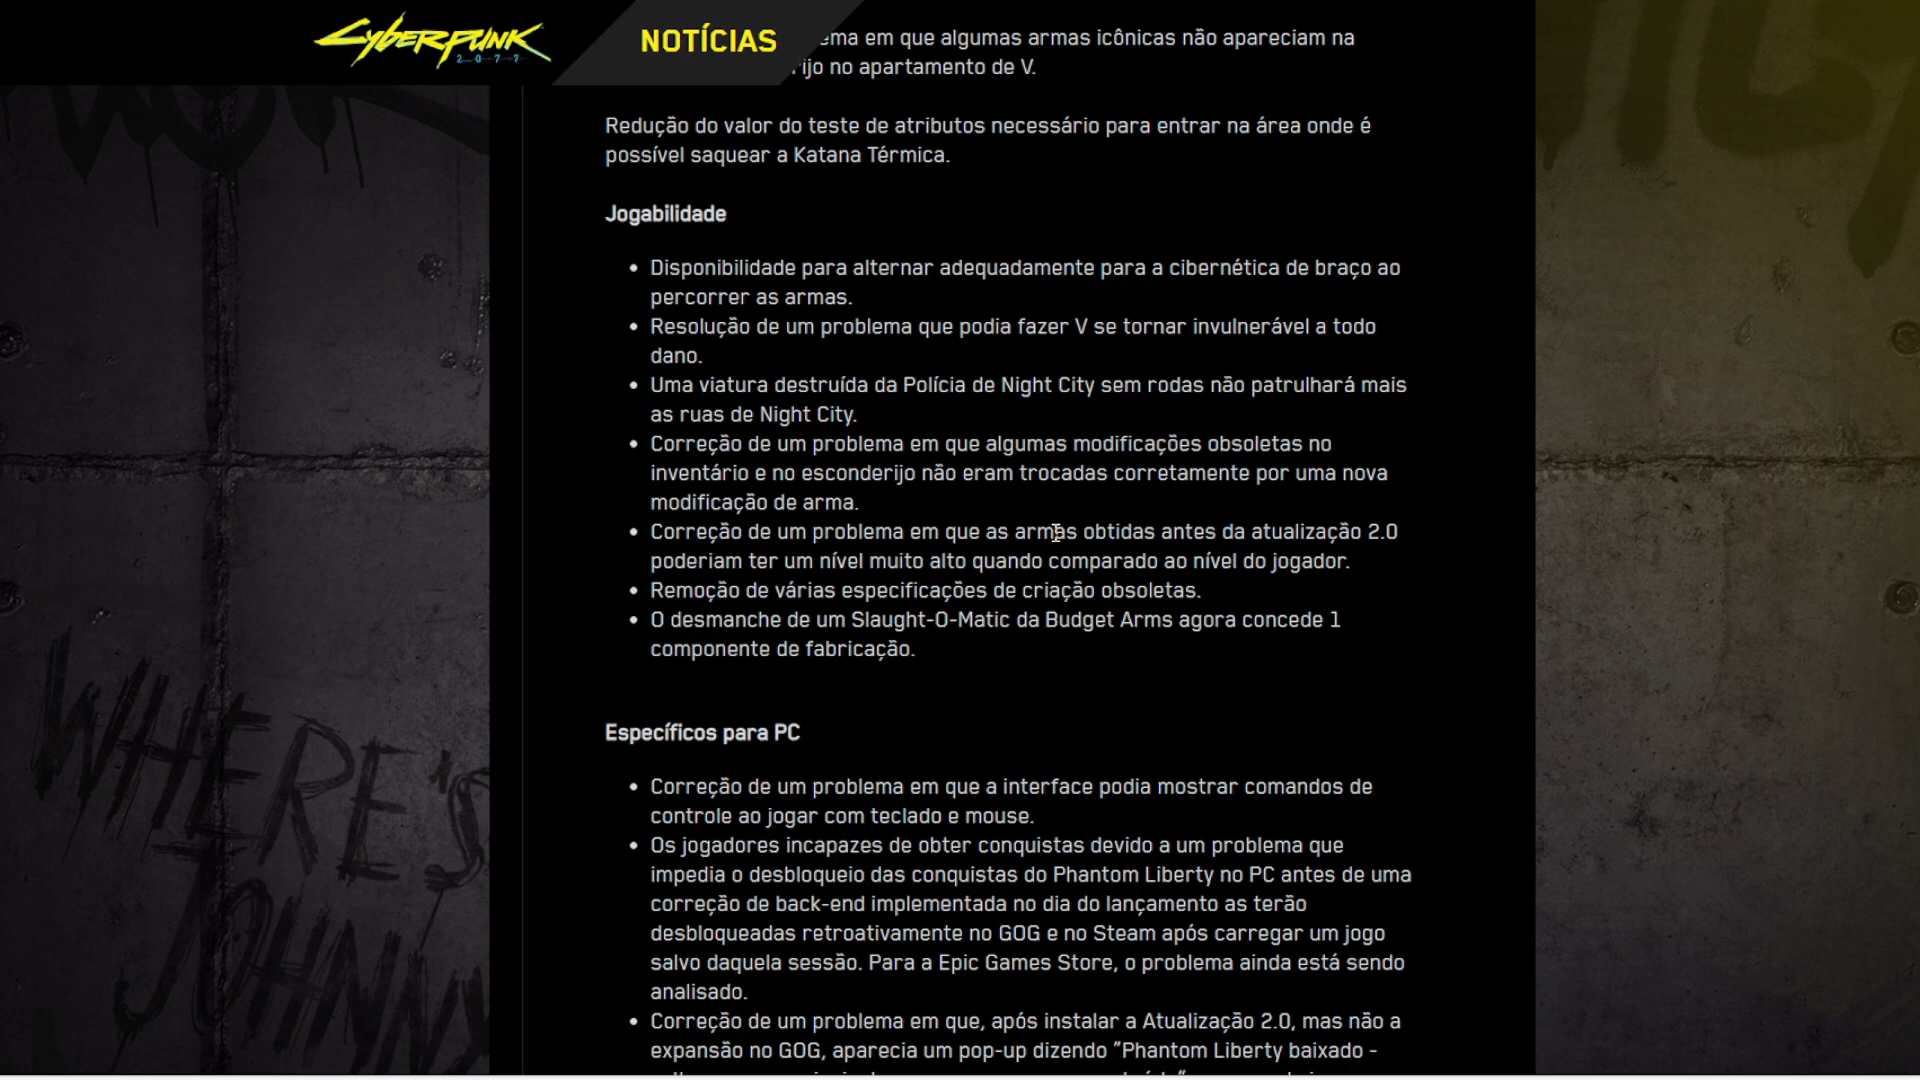 CYBERPUNK
2077
NOTÍCIAS
ema em que algumas armas icônicas não apareciam na
rijo no apartamento de V.
Redução do valor do teste de atributos necessário para entrar na área onde é
possível saquear a Katana Térmica.
Jogabilidade
• Disponibilidade para alternar adequadamente para a cibernética de braço ao
percorrer as armas.
• Resolução de um problema que podia fazer V se tornar invulnerável a todo
dano.
• Uma viatura destruída da Polícia de Night City sem rodas não patrulhará mais
as ruas de Night City.
• Correção de um problema em que algumas modificações obsoletas no
inventário e no esconderijo não eram trocadas corretamente por uma nova
modificação de arma.
• Correção de um problema em que as armas obtidas antes da atualização 2.0
poderiam ter um nível muito alto quando comparado ao nível do jogador.
• Remoção de várias especificações de criação obsoletas.
• O desmanche de um Slaught-O-Matic da Budget Arms agora concede 1
componente de fabricação.
Específicos para PC
• Correção de um problema em que a interface podia mostrar comandos de
controle ao jogar com teclado e mouse.
• Os jogadores incapazes de obter conquistas devido a um problema que
impedia o desbloqueio das conquistas do Phantom Liberty no PC antes de uma
correção de back-end implementada no dia do lançamento as terão
desbloqueadas retroativamente no GOG e no Steam após carregar um jogo
salvo daquela sessão. Para a Epic Games Store, o problema ainda está sendo
analisado.
• Correção de um problema em que, após instalar a Atualização 2.0, mas não a
expansão no GOG, aparecia um pop-up dizendo "Phantom Liberty baixado -
WHERE'S
JOHNNY